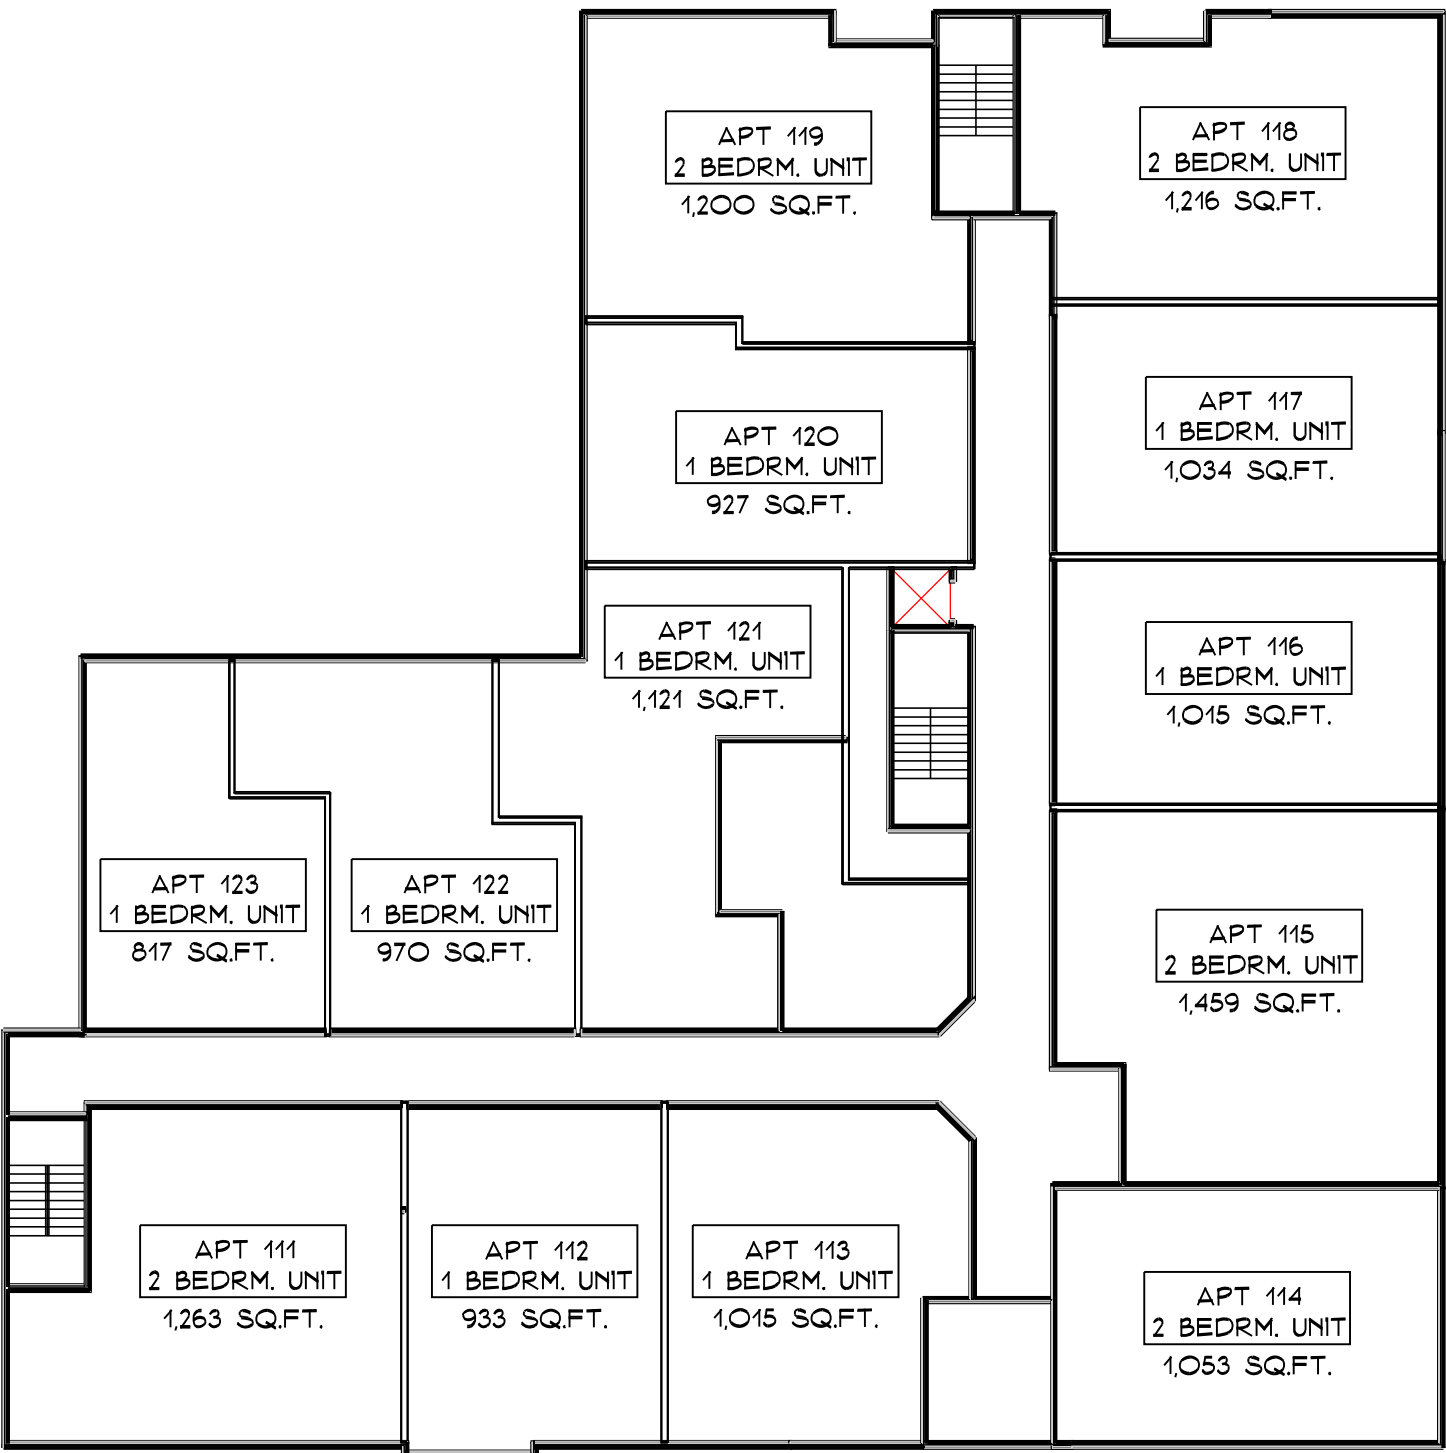 APT 119
2 BEDRM. UNIT
1,200 SQ.FT.
APT 118
2 BEDRM. UNIT
1,216 SQ.FT.
APT 120
1 BEDRM. UNIT
927 SQ.FT.
APT 117
1 BEDRM. UNIT
1,034 SQ.FT.
APT 121
1 BEDRM. UNIT
1,121 SQ.FT.
APT 116
1 BEDRM. UNIT
1,015 SQ.FT.
APT 123
1 BEDRM. UNIT
817 SQ.FT.
APT 122
1 BEDRM. UNIT
970 SQ.FT.
APT 115
2 BEDRM. UNIT
1,459 SQ.FT.
APT 111
2 BEDRM. UNIT
1,263 SQ.FT.
APT 112
1 BEDRM. UNIT
933 SQ.FT.
APT 113
1 BEDRM. UNIT
1,015 SQ.FT.
APT 114
2 BEDRM. UNIT
1,053 SQ.FT.